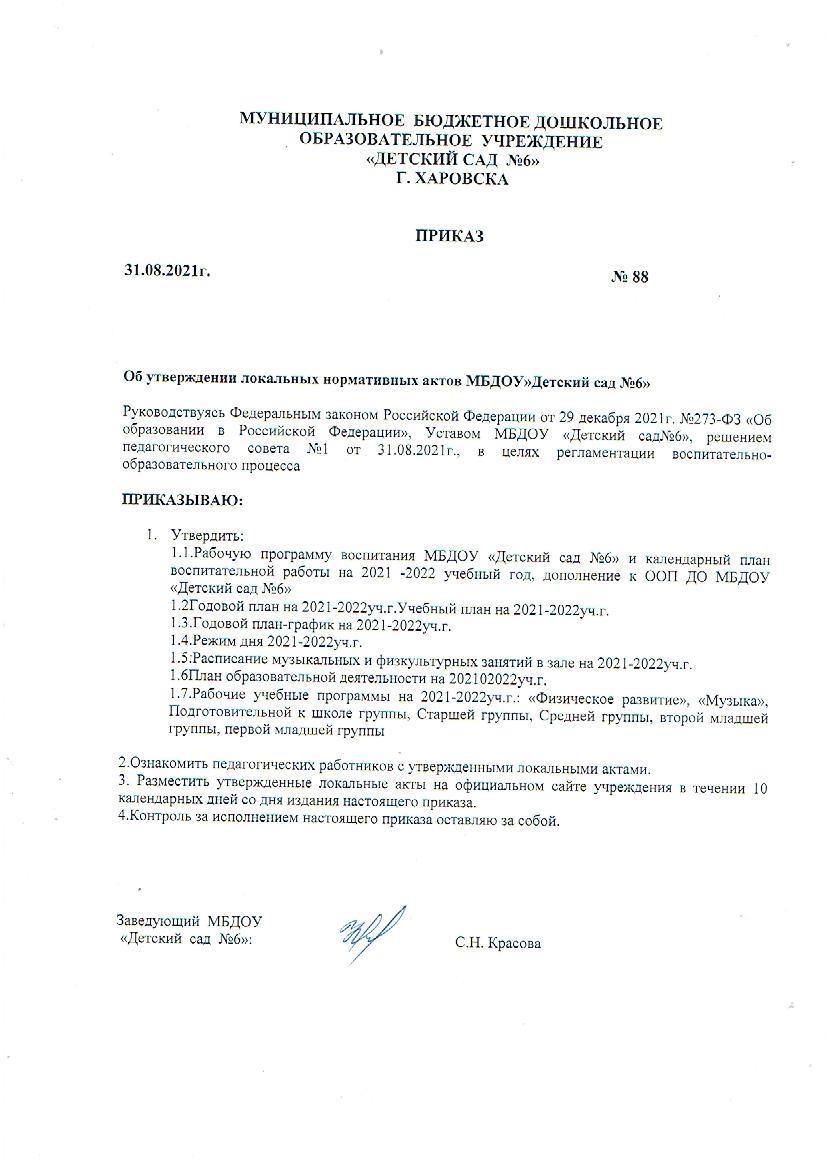 МУНИЦИПАЛЬНОЕ БЮДЖЕТНОЕ ДОШКОЛЬНОЕ
ОБРАЗОВАТЕЛЬНОЕ УЧРЕЖДЕНИЕ
«ДЕТСКИЙ САД №6»
Г. ХАРОВСКА
ПРИКАЗ
31.08.2021г.
№ 88
Об утверждении локальных нормативных актов МБДОУ»Детский сад №6»
Руководствуясь Федеральным законом Российской Федерации от 29 декабря 2021г. №273-ФЗ «Об
образовании в Российской Федерации», Уставом МБДОУ «Детский сад№6», решением
педагогического совета №1 от 31.08.2021г., в целях регламентации воспитательно-
образовательного процесса
ПРИКАЗЫВАЮ:
1. Утвердить:
1.1.Рабочую программу воспитания МБДОУ «Детский сад №6» и календарный план
воспитательной работы на 2021 -2022 учебный год, дополнение к ООП ДО МБДОУ
«Детский сад №6»
1.2Годовой план на 2021-2022уч.г.Учебный план на 2021-2022уч.г.
1.3.Годовой план-график на 2021-2022уч.г.
1.4.Режим дня 2021-2022уч.г.
1.5:Расписание музыкальных и физкультурных занятий в зале на 2021-2022уч.г.
1.6План образовательной деятельности на 202102022уч.г.
1.7.Рабочие учебные программы на 2021-2022уч.г.: «Физическое развитие», «Музыка»,
Подготовительной к школе группы, Старшей группы, Средней группы, второй младшей
группы, первой младшей группы
2.Ознакомить педагогических работников с утвержденными локальными актами.
3. Разместить утвержденные локальные акты на официальном сайте учреждения в течении 10
календарных дней со дня издания настоящего приказа.
4.Контроль за исполнением настоящего приказа оставляю за собой.
Заведующий МБДОУ
«Детский сад №6»:
С.Н. Красова